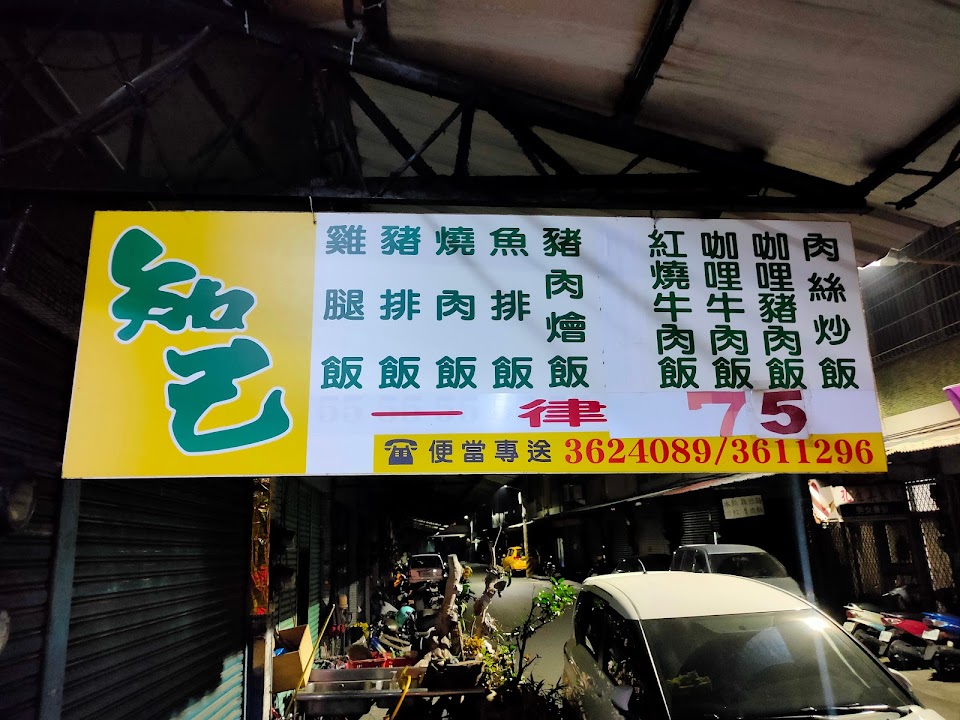 知己
雞腿飯
豬排飯
燒肉飯
魚排飯
豬肉燴飯
紅燒牛肉飯
咖哩牛肉飯
咖哩豬肉飯
肉絲炒飯
一律 75
便當專送 3624089/3611296